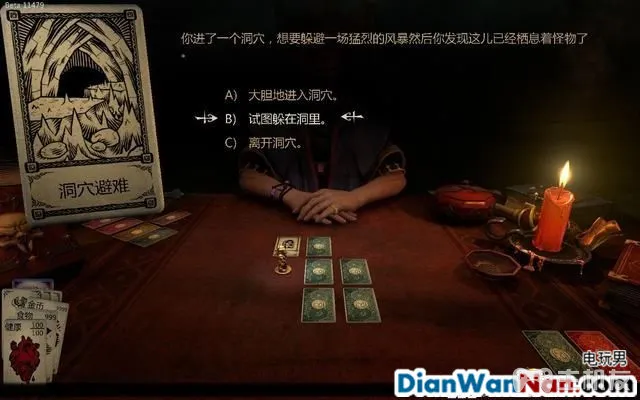 Beta 11479
你进了一个洞穴，想要躲避一场猛烈的风暴然后你发现这儿已经栖息着怪物了
。
A) 大胆地进入洞穴。
B) 试图躲在洞里。
C) 离开洞穴。
洞穴避难
金币
食物 999
健康 100
100
电玩男
DianWanNan.com